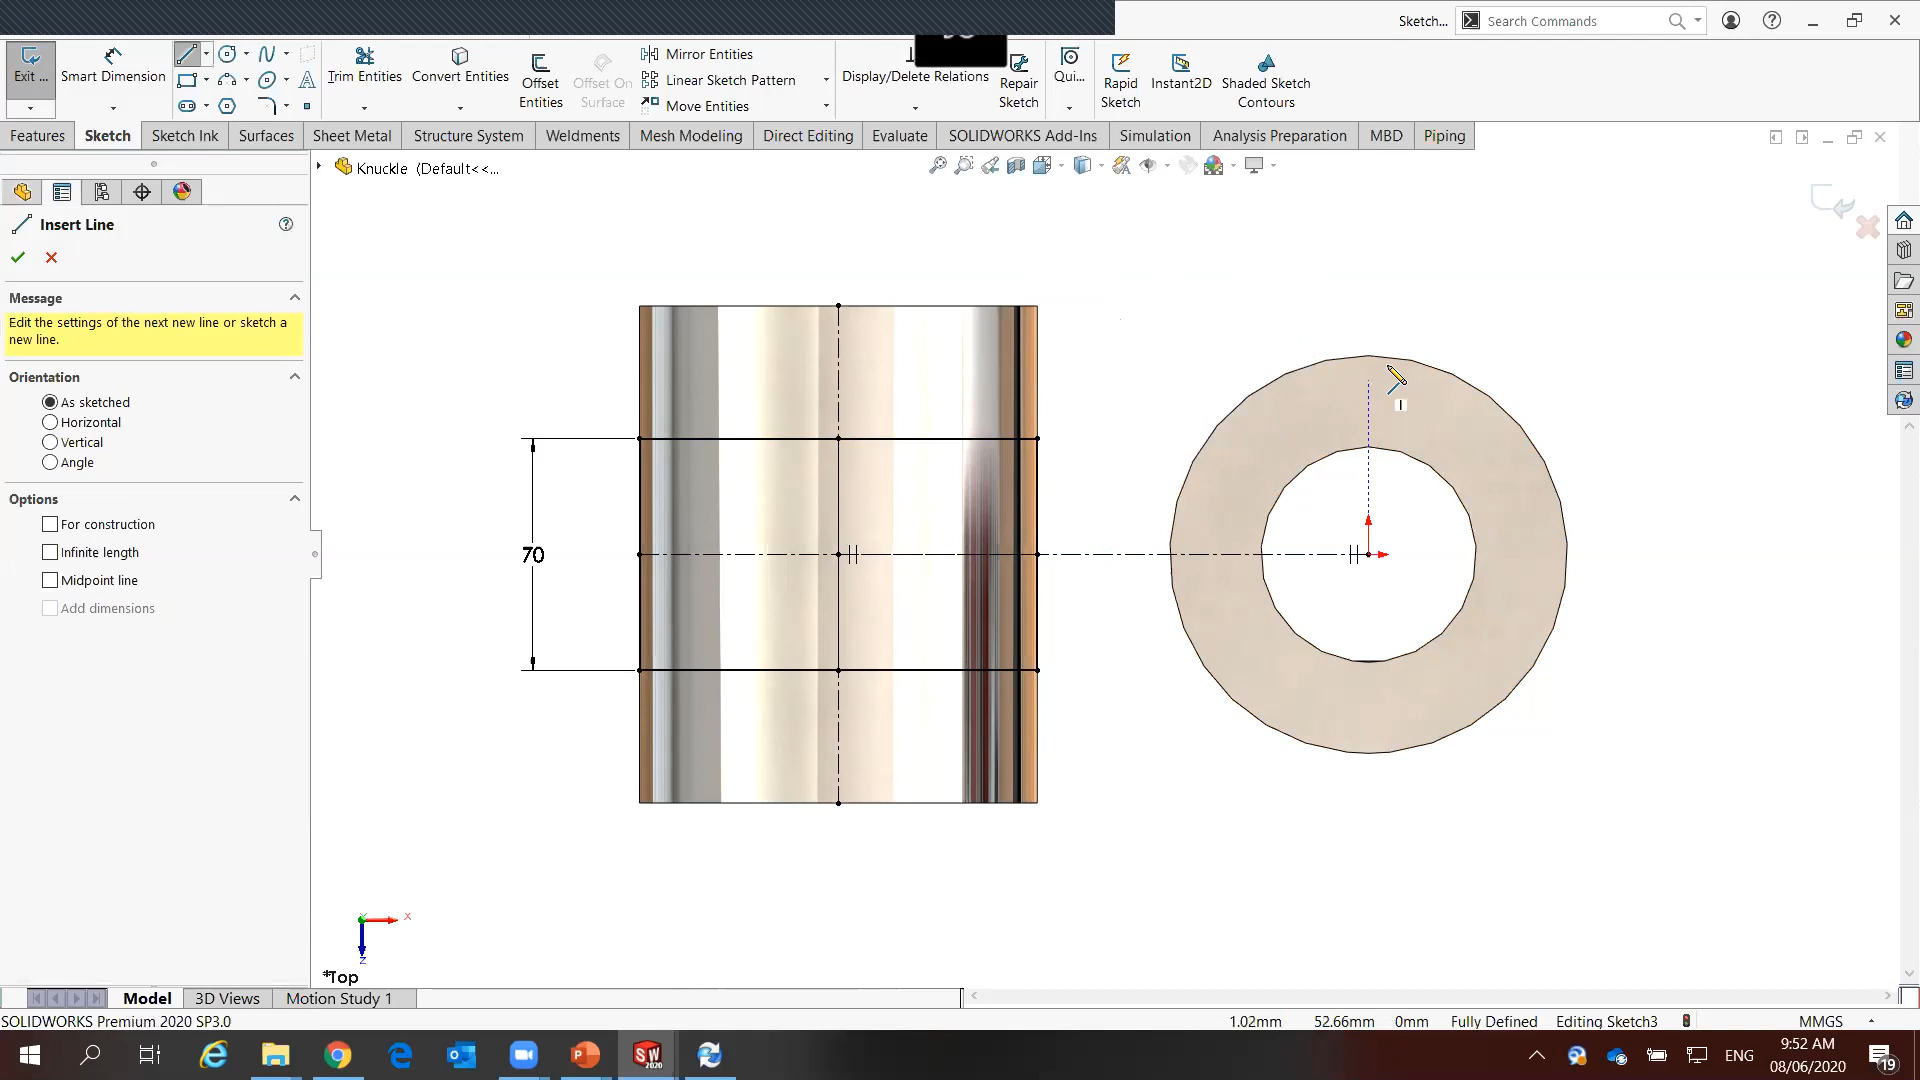 Sketch...
Search Commands
Exit ...
Smart Dimension
Trim Entities
Convert Entities
Offset
Entities
Offset On
Surface
Mirror Entities
Linear Sketch Pattern
Move Entities
Display/Delete Relations
Repair
Sketch
Qui...
Rapid
Sketch
Instant2D
Shaded Sketch
Contours
Features
Sketch
Sketch Ink
Surfaces
Sheet Metal
Structure System
Weldments
Mesh Modeling
Direct Editing
Evaluate
SOLIDWORKS Add-Ins
Simulation
Analysis Preparation
MBD
Piping
Knuckle (Default<<...
Insert Line
Message
Edit the settings of the next new line or sketch a
new line.
Orientation
As sketched
Horizontal
Vertical
Angle
Options
For construction
Infinite length
Midpoint line
Add dimensions
70
x
z
*Top
Model
3D Views
Motion Study 1
SOLIDWORKS Premium 2020 SP3.0
1.02mm
52.66mm
0mm
Fully Defined
Editing Sketch3
MMGS
SW
2020
ENG
9:52 AM
08/06/2020
19